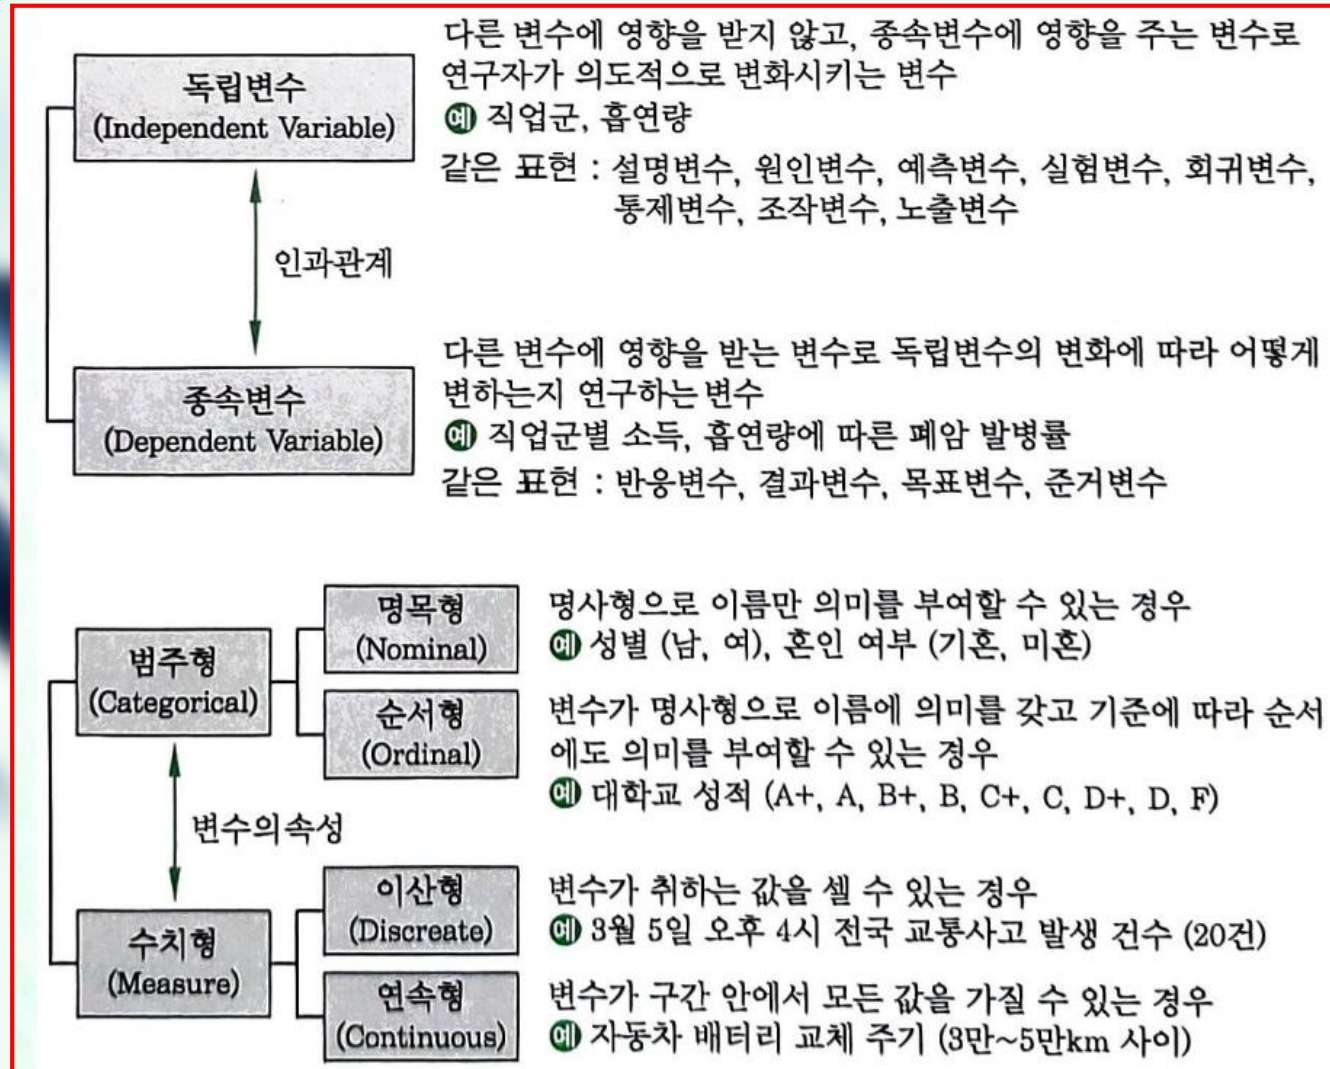 독립변수
(Independent Variable)
다른 변수에 영향을 받지 않고, 종속변수에 영향을 주는 변수로
연구자가 의도적으로 변화시키는 변수
예 직업군, 흡연량
같은 표현 : 설명변수, 원인변수, 예측변수, 실험변수, 회귀변수,
통제변수, 조작변수, 노출변수
인과관계
종속변수
(Dependent Variable)
다른 변수에 영향을 받는 변수로 독립변수의 변화에 따라 어떻게
변하는지 연구하는 변수
예 직업군별 소득, 흡연량에 따른 폐암 발병률
같은 표현 : 반응변수, 결과변수, 목표변수, 준거변수
범주형
(Categorical)
명목형
(Nominal)
명사형으로 이름만 의미를 부여할 수 있는 경우
예 성별 (남, 여), 혼인 여부 (기혼, 미혼)
순서형
(Ordinal)
변수가 명사형으로 이름에 의미를 갖고 기준에 따라 순서
에도 의미를 부여할 수 있는 경우
예 대학교 성적 (A+, A, B+, B, C+, C, D+, D, F)
변수의속성
수치형
(Measure)
이산형
(Discreate)
변수가 취하는 값을 셀 수 있는 경우
예 3월 5일 오후 4시 전국 교통사고 발생 건수 (20건)
연속형
(Continuous)
변수가 구간 안에서 모든 값을 가질 수 있는 경우
예 자동차 배터리 교체 주기 (3만~5만km 사이)